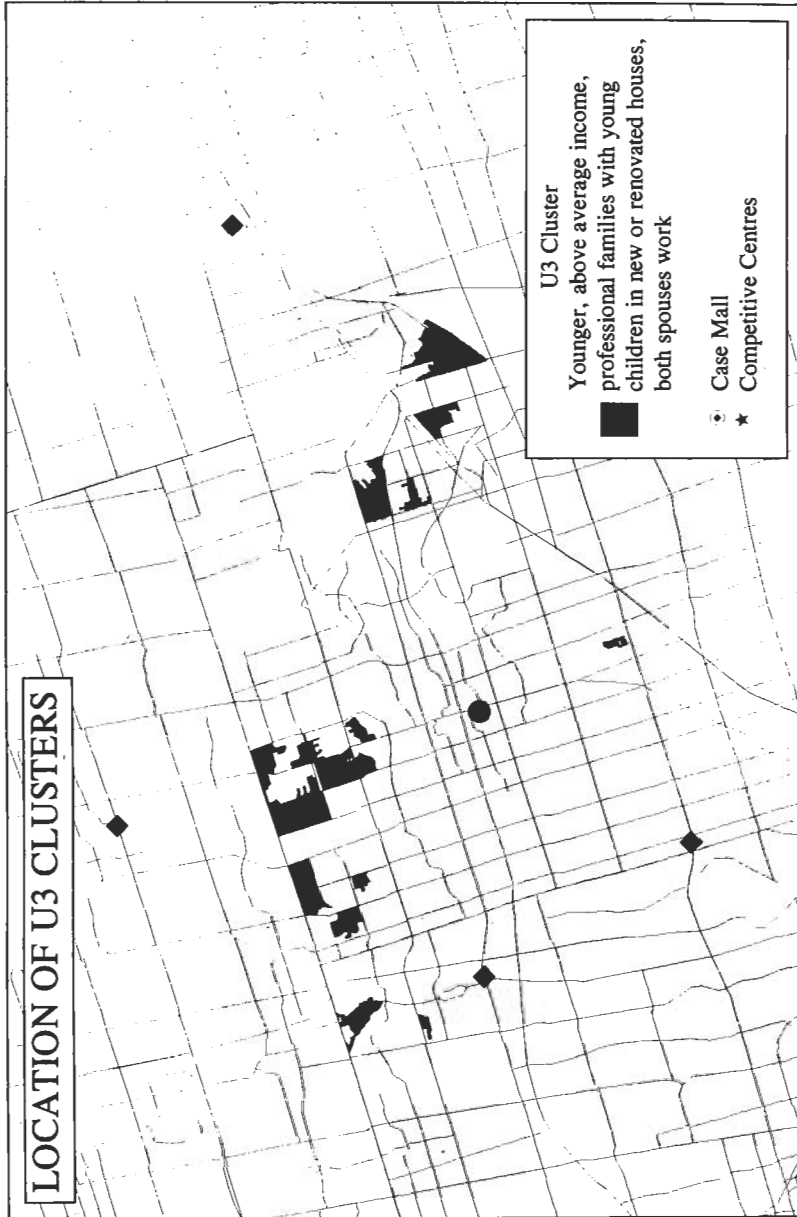 LOCATION OF U3 CLUSTERS
U3 Cluster
Younger, above average income,
professional families with young
children in new or renovated houses,
both spouses work
Case Mall
Competitive Centres